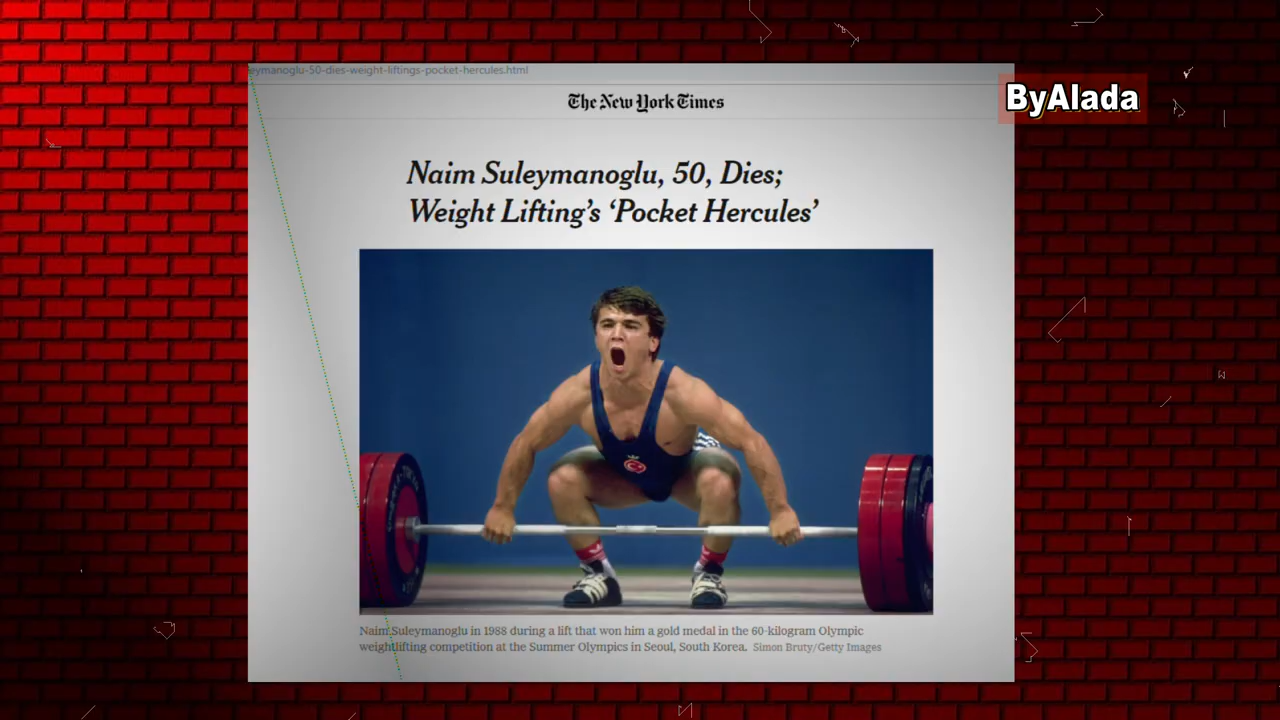 eymanoglu-50-dies-weight-liftings-pocket-hercules.html
The New York Times
ByAlada
Naim Suleymanoglu, 50, Dies;
Weight Lifting's ‘Pocket Hercules’
Naim Suleymanoglu in 1988 during a lift that won him a gold medal in the 60-kilogram Olympic
weightlifting competition at the Summer Olympics in Seoul, South Korea. Simon Bruty/Getty Images